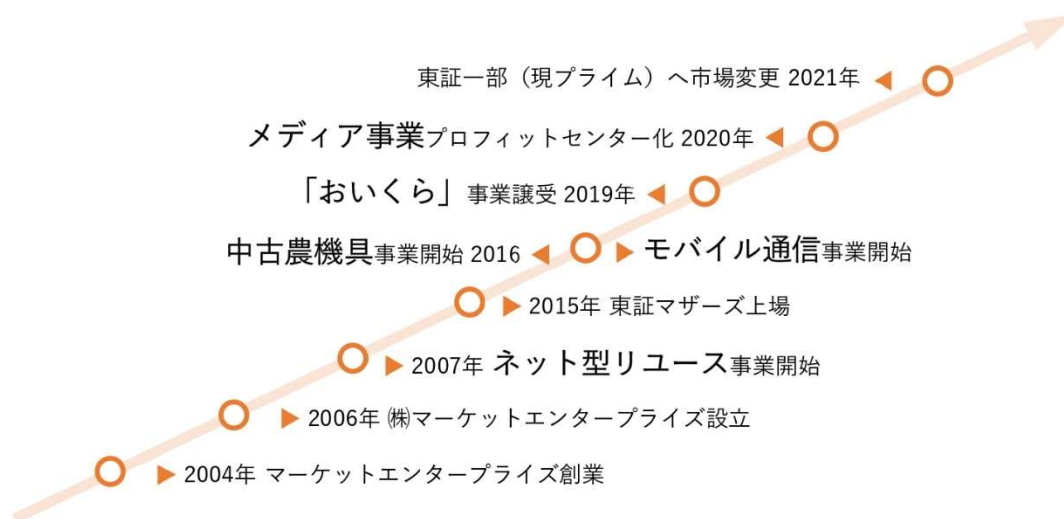 東証一部（現プライム）へ市場変更 2021年
メディア事業プロフィットセンター化 2020年
「おいくら」事業譲受 2019年
中古農機具事業開始 2016
モバイル通信事業開始
2015年 東証マザーズ上場
2007年 ネット型リユース事業開始
2006年 ㈱マーケットエンタープライズ設立
2004年 マーケットエンタープライズ創業